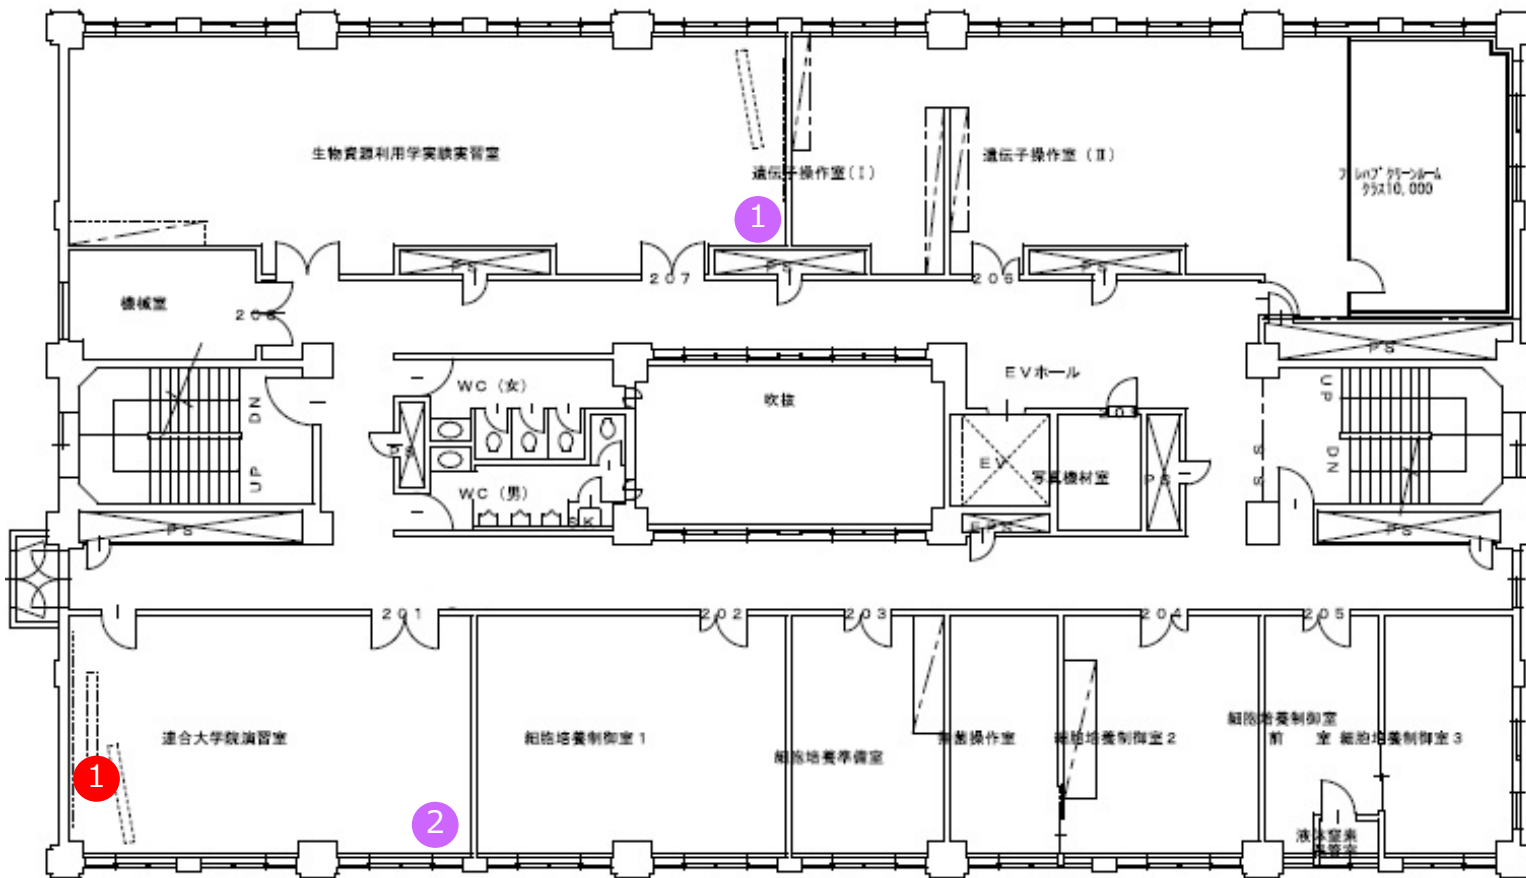 生物資源利用学実験実習室
遺伝子操作室(Ⅰ)
遺伝子操作室(Ⅱ)
プレハブクリーンルーム
クラス10,000
1
PS
PS
PS
207
206
機械室
208
PS
WC(女)
吹抜
EVホール
UP
DN
DN
UP
PS
EV
写真機材室
PS
S S
WC(男)
SK
EPS
PS
PS
201
202
203
204
205
連合大学院演習室
細胞培養制御室1
細胞培養準備室
無菌操作室
細胞培養制御室2
細胞培養制御室
前 室
細胞培養制御室3
1
2
液体窒素
保管室